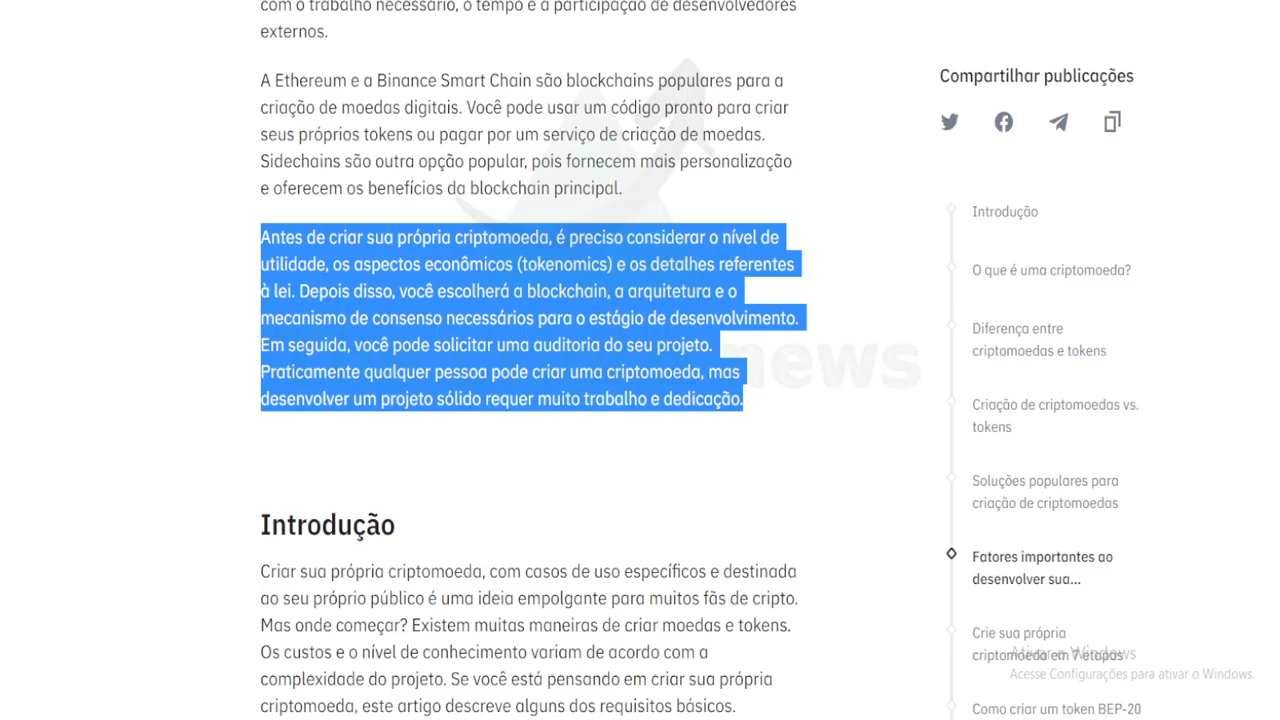 com o trabalho necessário, o tempo e a participação de desenvolvedores
externos.
A Ethereum e a Binance Smart Chain são blockchains populares para a
criação de moedas digitais. Você pode usar um código pronto para criar
seus próprios tokens ou pagar por um serviço de criação de moedas.
Sidechains são outra opção popular, pois fornecem mais personalização
e oferecem os benefícios da blockchain principal.
Antes de criar sua própria criptomoeda, é preciso considerar o nível de
utilidade, os aspectos econômicos (tokenomics) e os detalhes referentes
à lei. Depois disso, você escolherá a blockchain, a arquitetura e o
mecanismo de consenso necessários para o estágio de desenvolvimento.
Em seguida, você pode solicitar uma auditoria do seu projeto.
Praticamente qualquer pessoa pode criar uma criptomoeda, mas
desenvolver um projeto sólido requer muito trabalho e dedicação.
news
Introdução
Criar sua própria criptomoeda, com casos de uso específicos e destinada
ao seu próprio público é uma ideia empolgante para muitos fãs de cripto.
Mas onde começar? Existem muitas maneiras de criar moedas e tokens.
Os custos e o nível de conhecimento variam de acordo com a
complexidade do projeto. Se você está pensando em criar sua própria
criptomoeda, este artigo descreve alguns dos requisitos básicos.
Compartilhar publicações
Introdução
O que é uma criptomoeda?
Diferença entre
criptomoedas e tokens
Criação de criptomoedas vs.
tokens
Soluções populares para
criação de criptomoedas
Fatores importantes ao
desenvolver sua...
Crie sua própria
criptomoeda em 7 etapas
Como criar um token BEP-20
Ativar o Windows
Acesse Configurações para ativar o Windows.